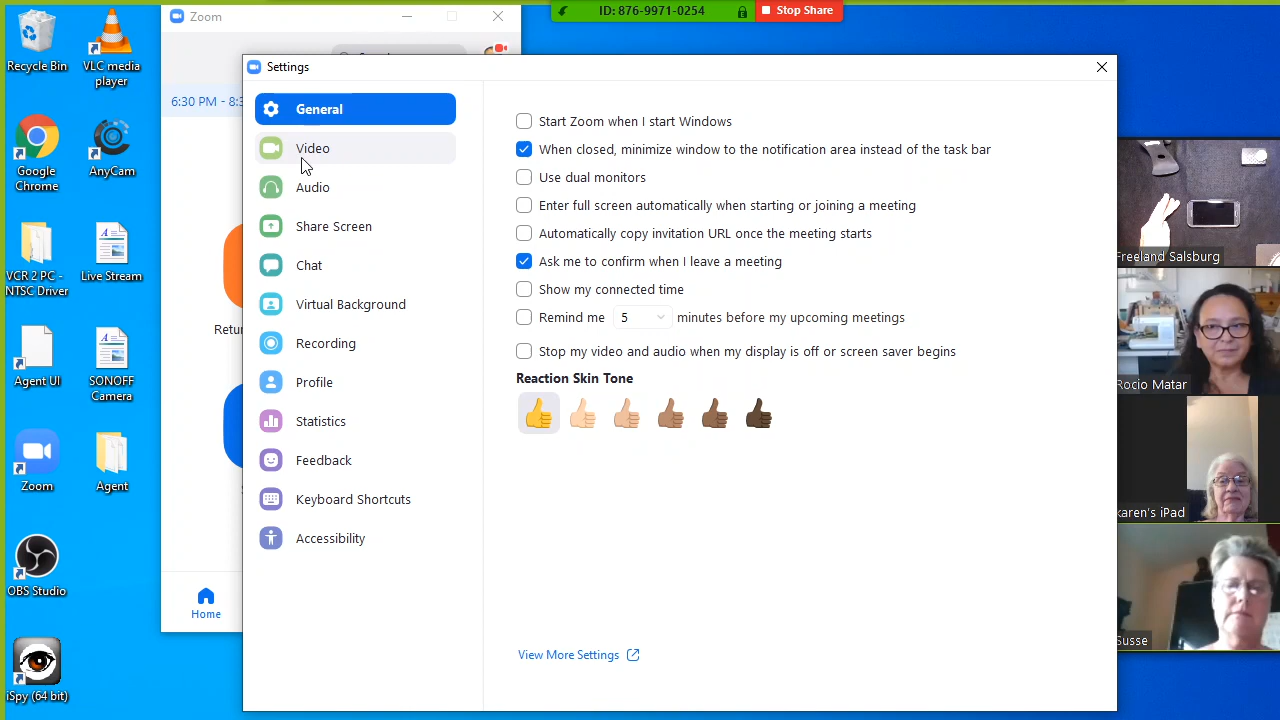 Recycle Bin
VLC media
player
Google
Chrome
AnyCam
VCR 2 PC -
NTSC Driver
Live Stream
Agent UI
SONOFF
Camera
Zoom
Agent
OBS Studio
iSpy (64 bit)
Zoom
6:30 PM - 8:3
Retur
Home
ID: 876-9971-0254
Stop Share
Settings
General
Video
Audio
Share Screen
Chat
Virtual Background
Recording
Profile
Statistics
Feedback
Keyboard Shortcuts
Accessibility
Start Zoom when I start Windows
When closed, minimize window to the notification area instead of the task bar
Use dual monitors
Enter full screen automatically when starting or joining a meeting
Automatically copy invitation URL once the meeting starts
Ask me to confirm when I leave a meeting
Show my connected time
Remind me 5 minutes before my upcoming meetings
Stop my video and audio when my display is off or screen saver begins
Reaction Skin Tone
View More Settings
Freeland Salsburg
Rocio Matar
karen's iPad
Susse